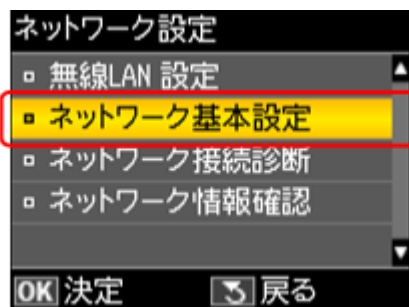 ネットワーク設定
無線LAN 設定
ネットワーク基本設定
ネットワーク接続診断
ネットワーク情報確認
OK 決定 戻る